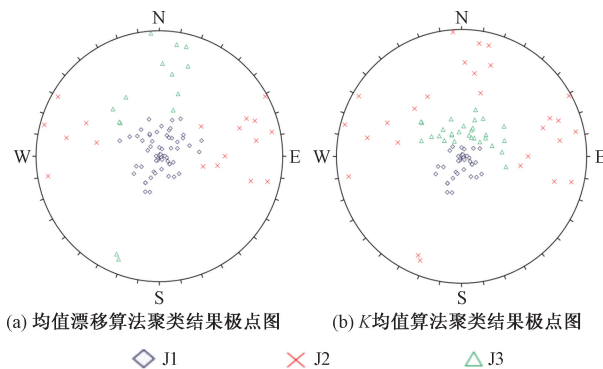 N N
W E W E
S S
(a) 均值漂移算法聚类结果极点图 (b) K均值算法聚类结果极点图
J1 J2 J3